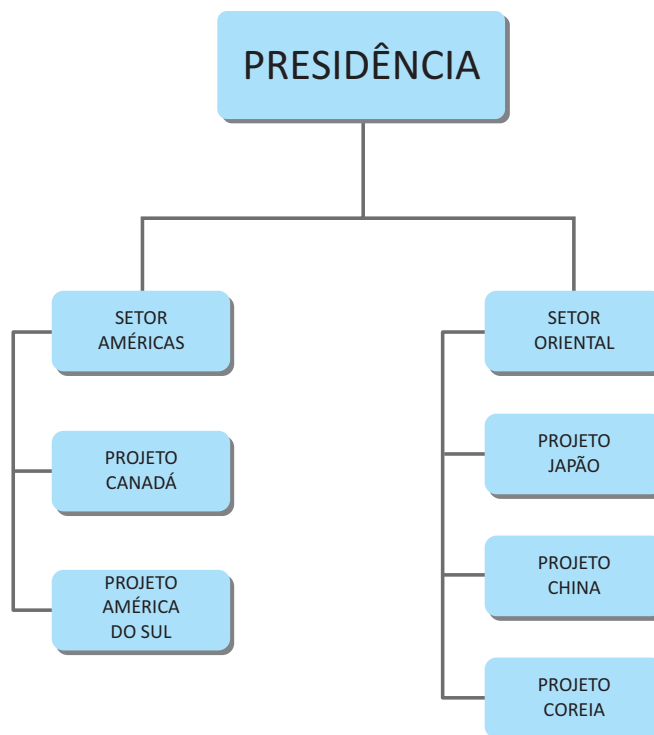 PRESIDÊNCIA
SETOR
AMÉRICAS
PROJETO
CANADÁ
PROJETO
AMÉRICA
DO SUL
SETOR
ORIENTAL
PROJETO
JAPÃO
PROJETO
CHINA
PROJETO
COREIA